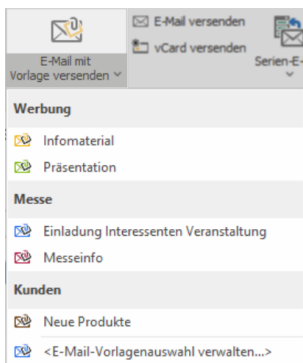 E-Mail mit
Vorlage versenden
E-Mail versenden
vCard versenden
Serien-E-
Werbung
Infomaterial
Präsentation
Messe
Einladung Interessenten Veranstaltung
Messeinfo
Kunden
Neue Produkte
<E-Mail-Vorlagenauswahl verwalten...>